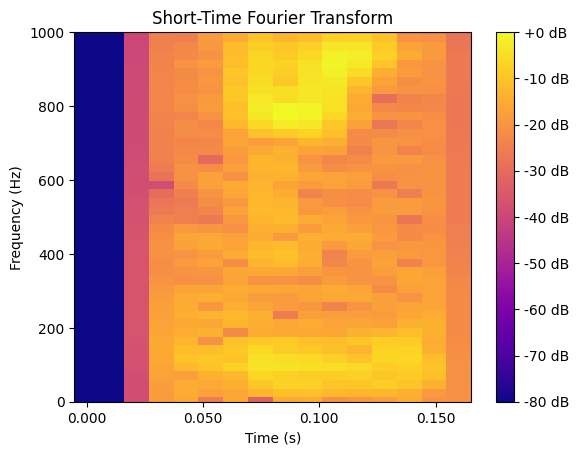 Short-Time Fourier Transform
Frequency (Hz)
1000
800
600
400
200
0
0.000
0.050
0.100
0.150
Time (s)
+0 dB
-10 dB
-20 dB
-30 dB
-40 dB
-50 dB
-60 dB
-70 dB
-80 dB